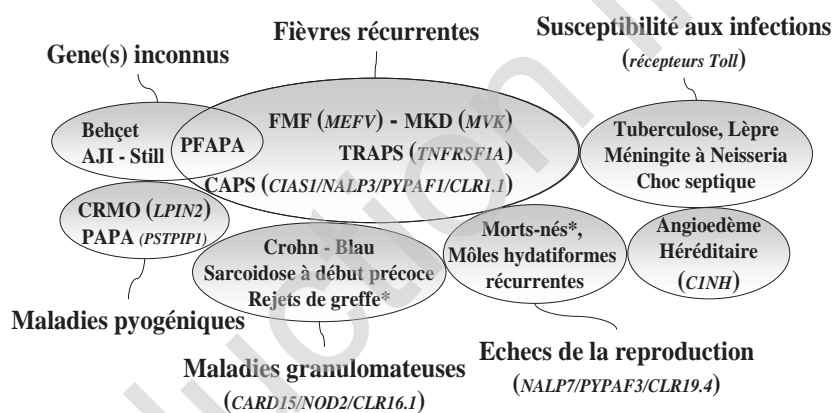 Fièvres récurrentes
Susceptibilité aux infections
(récepteurs Toll)
Gene(s) inconnus
Behçet
AJI - Still
PFAPA
FMF (MEFV) - MKD (MVK)
TRAPS (TNFRSF1A)
CAPS (CIAS1/NALP3/PYPAF1/CLR1.1)
Tuberculose, Lèpre
Méningite à Neisseria
Choc septique
CRMO (LPIN2)
PAPA (PSTPIP1)
Crohn - Blau
Sarcoidose à début précoce
Rejets de greffe*
Morts-nés*,
Môles hydatiformes
récurrentes
Angioedème
Héréditaire
(C1NH)
Maladies pyogéniques
Maladies granulomateuses
(CARD15/NOD2/CLR16.1)
Echecs de la reproduction
(NALP7/PYPAF3/CLR19.4)